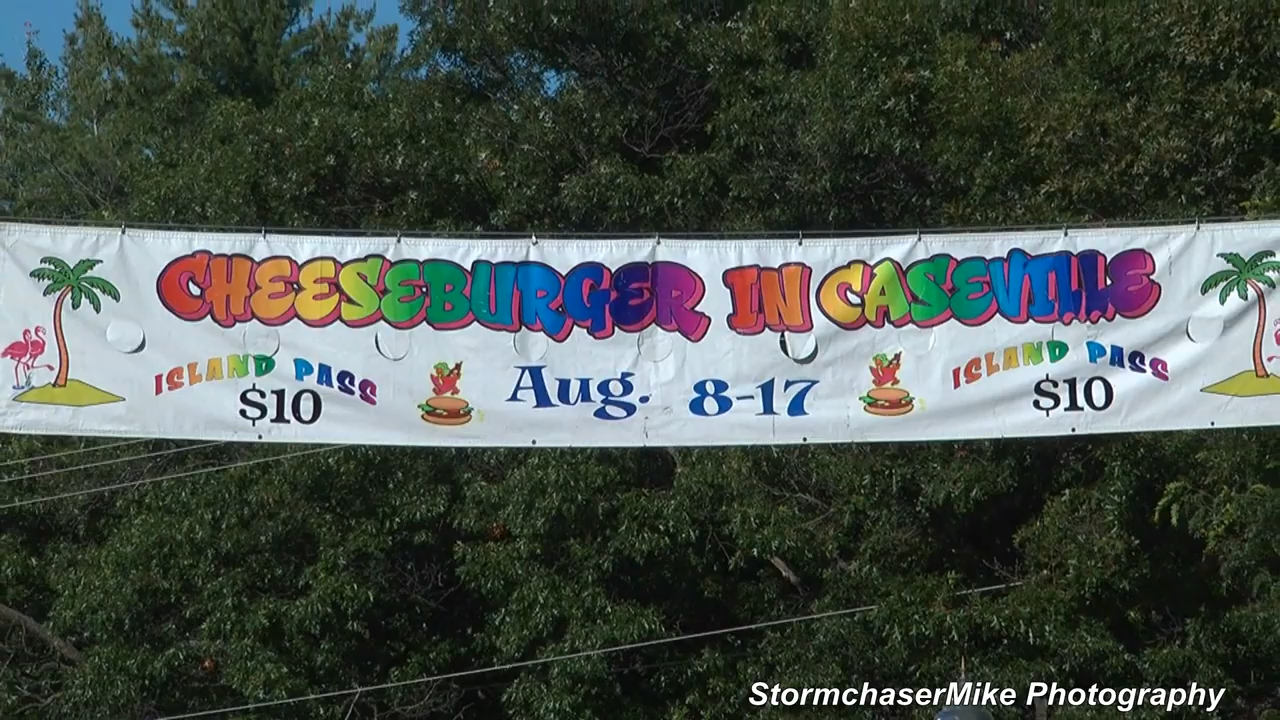 CHEESEBURGER IN CASEVILLE
ISLAND PASS
$10
Aug. 8-17
ISLAND PASS
$10
StormchaserMike Photography